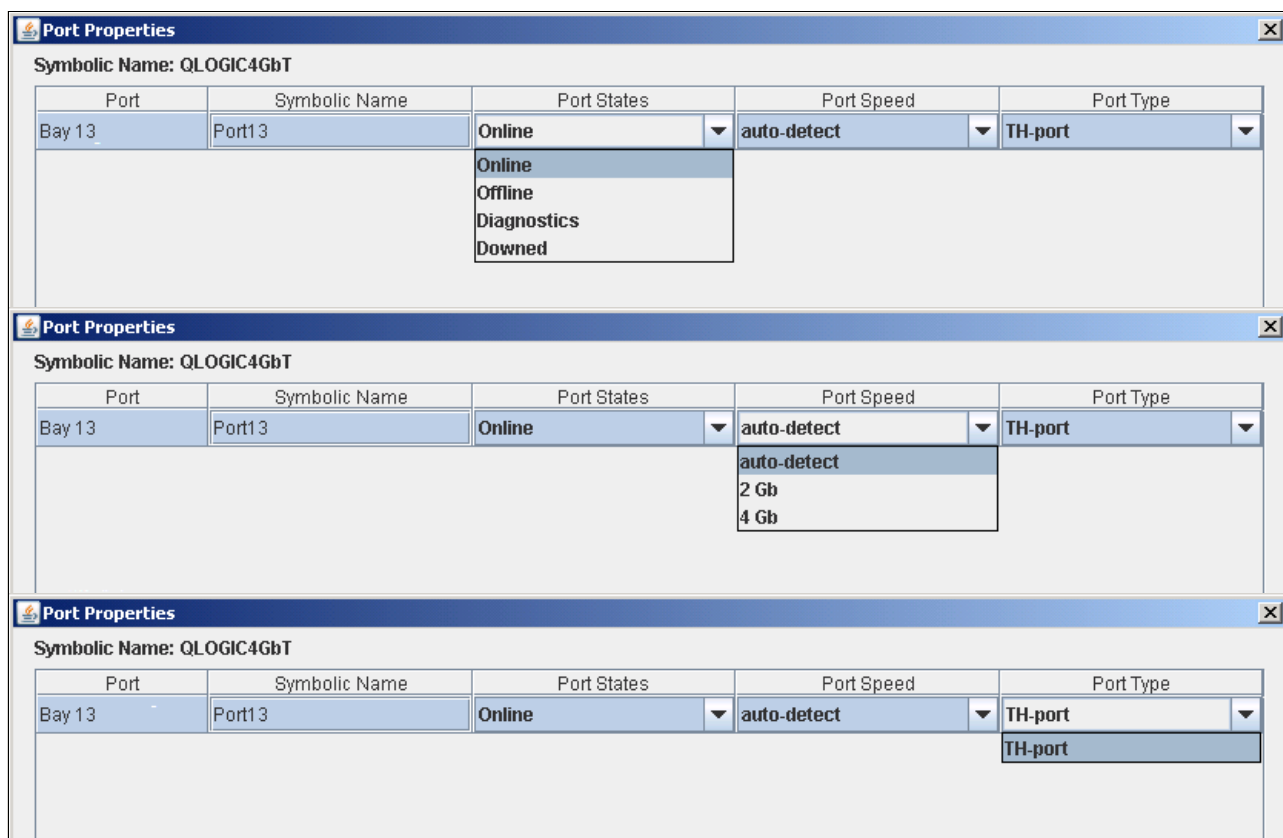 Port Properties
Symbolic Name: QLOGIC4GbT
Port Symbolic Name Port States Port Speed Port Type
Bay 13 Port13 Online auto-detect TH-port
Online
Offline
Diagnostics
Downed
Port Properties
Symbolic Name: QLOGIC4GbT
Port Symbolic Name Port States Port Speed Port Type
Bay 13 Port13 Online auto-detect TH-port
auto-detect
2 Gb
4 Gb
Port Properties
Symbolic Name: QLOGIC4GbT
Port Symbolic Name Port States Port Speed Port Type
Bay 13 Port13 Online auto-detect TH-port
TH-port